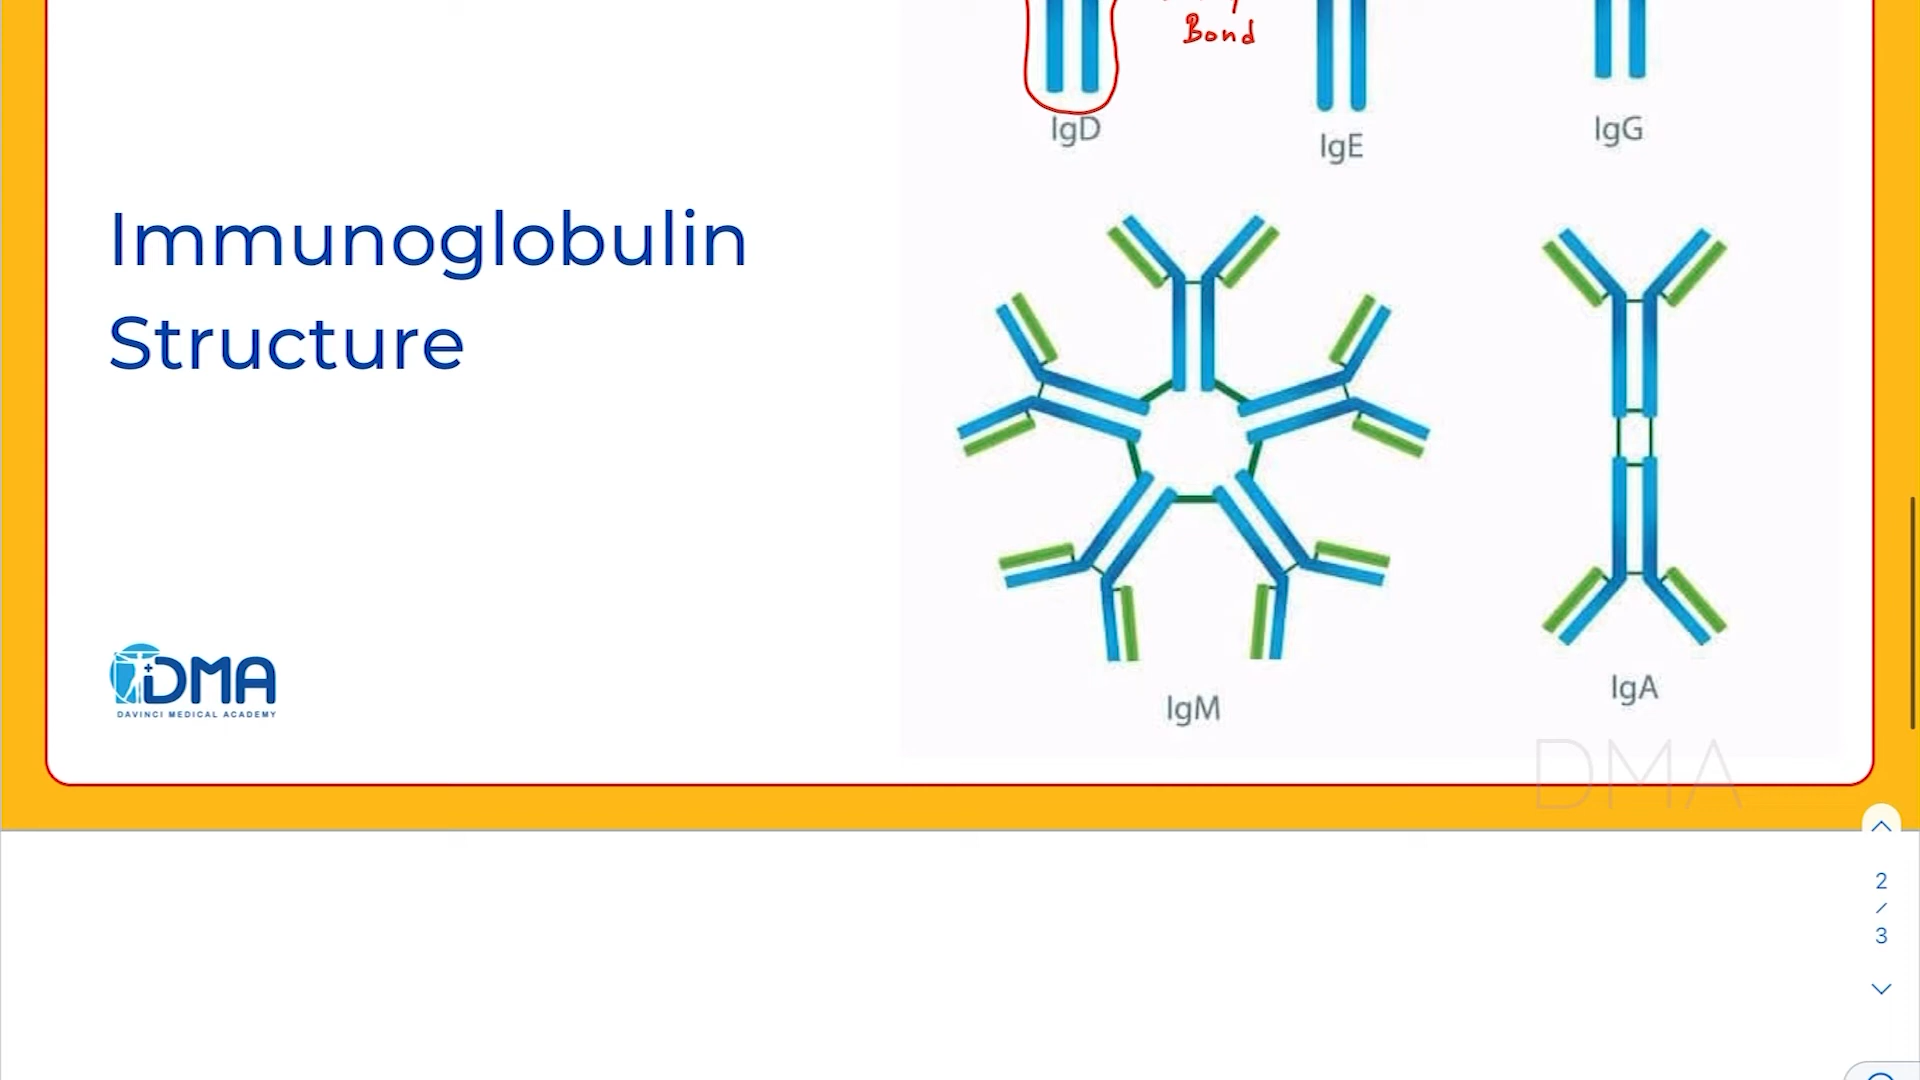 Bond
IgD
IgE
IgG
Immunoglobulin
Structure
IgM
IgA
DMA
DAVINCI MEDICAL ACADEMY
DMA
2
/
3